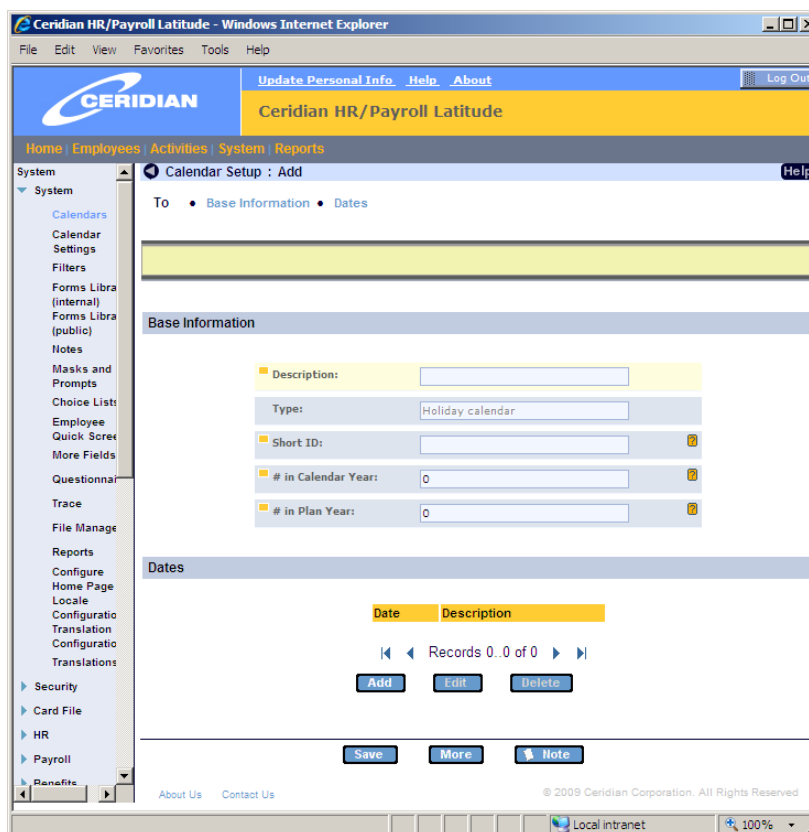 Ceridian HR/Payroll Latitude - Windows Internet Explorer
File Edit View Favorites Tools Help
CERIDIAN
Update Personal Info Help About
Log Out
Ceridian HR/Payroll Latitude
Home | Employees | Activities | System | Reports
System
System
Calendars
Calendar
Settings
Filters
Forms Libra
(internal)
Forms Libra
(public)
Notes
Masks and
Prompts
Choice Lists
Employee
Quick Scree
More Fields
Questionnai
Trace
File Manage
Reports
Configure
Home Page
Locale
Configuratio
Translation
Configuratio
Translations
Security
Card File
HR
Payroll
Benefits
Calendar Setup : Add
Help
To • Base Information • Dates
Base Information
Description:
Type: Holiday calendar
Short ID: ?
# in Calendar Year: 0 ?
# in Plan Year: 0 ?
Dates
Date Description
Records 0..0 of 0
Add Edit Delete
Save More Note
About Us Contact Us
© 2009 Ceridian Corporation. All Rights Reserved
Local intranet
100%